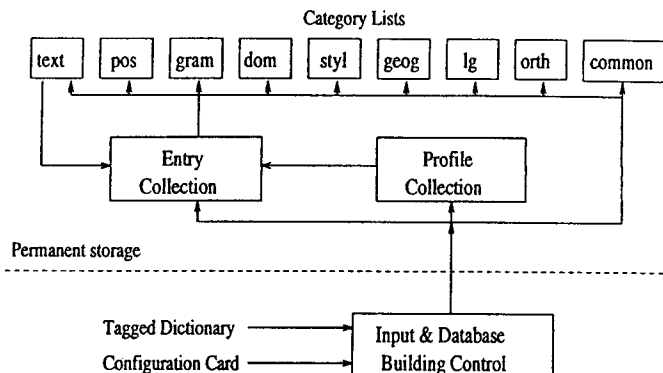 Category Lists
text pos gram dom styl geog lg orth common
Entry Collection
Profile Collection
Permanent storage
Tagged Dictionary
Configuration Card
Input & Database
Building Control